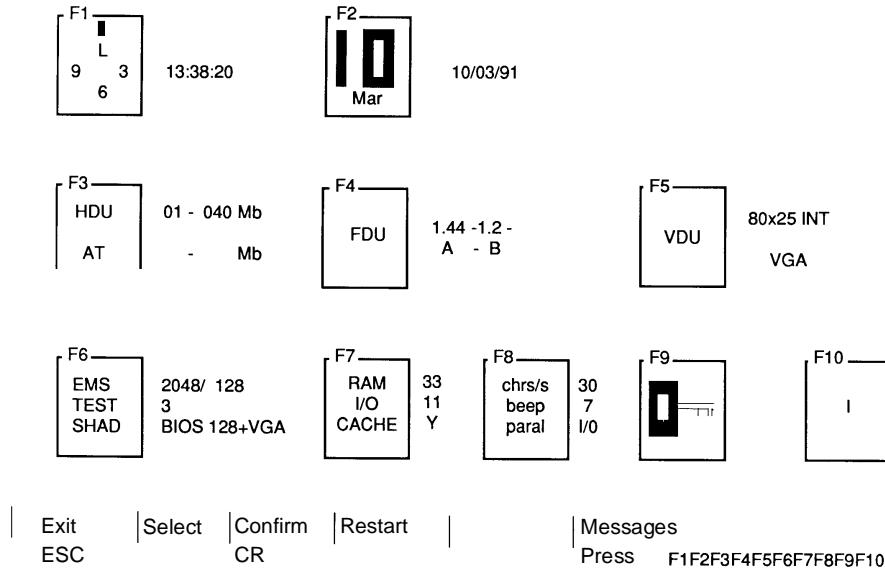 F1 F2
L
9 3 13:38:20 10 10/03/91
6 Mar
F3 F4 F5
HDU 01 - 040 Mb FDU 1.44 -1.2 - VDU 80x25 INT
AT - Mb A - B VGA
F6 F7 F8 F9 F10
EMS 2048/ 128 RAM 33 chrs/s 30
TEST 3 I/O 11 beep 7 I
SHAD BIOS 128+VGA CACHE Y paral I/0
Exit Select Confirm Restart Messages
ESC CR Press F1F2F3F4F5F6F7F8F9F10